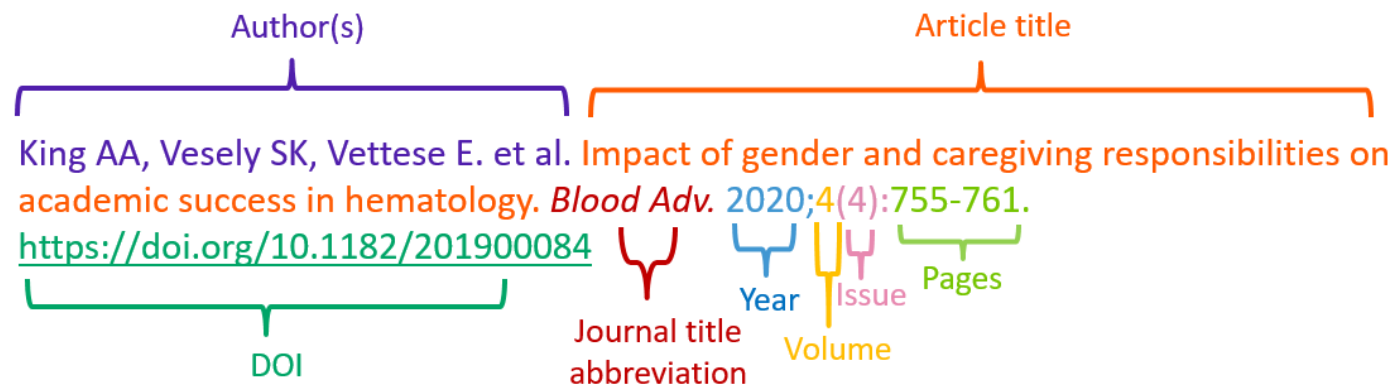 Author(s)
Article title
King AA, Vesely SK, Vettese E. et al. Impact of gender and caregiving responsibilities on
academic success in hematology. Blood Adv. 2020;4(4):755-761.
https://doi.org/10.1182/201900084
DOI
Journal title
abbreviation
Year
Volume
Issue
Pages